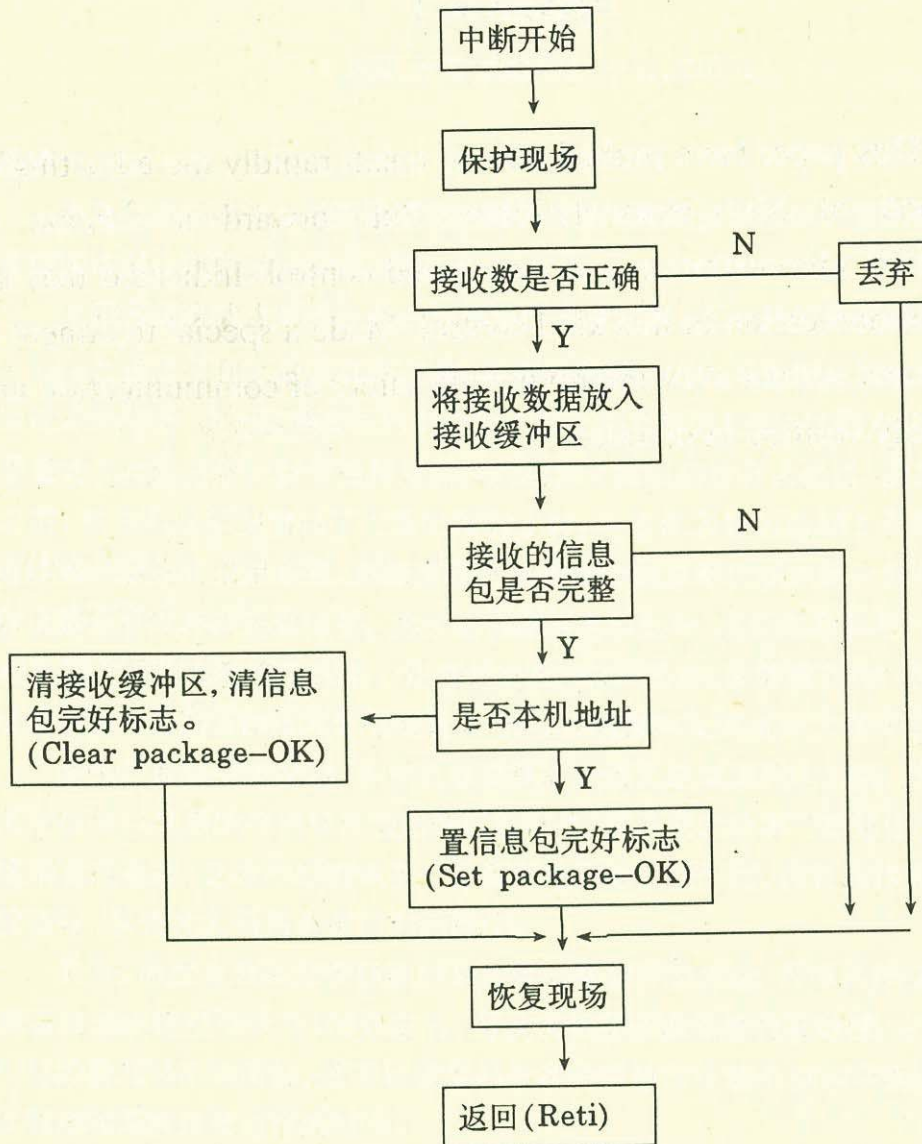 中断开始
保护现场
接收数是否正确
N
丢弃
Y
将接收数据放入
接收缓冲区
接收的信息
包是否完整
N
Y
清接收缓冲区,清信息
包完好标志。
(Clear package-OK)
是否本机地址
Y
置信息包完好标志
(Set package-OK)
恢复现场
返回(Reti)